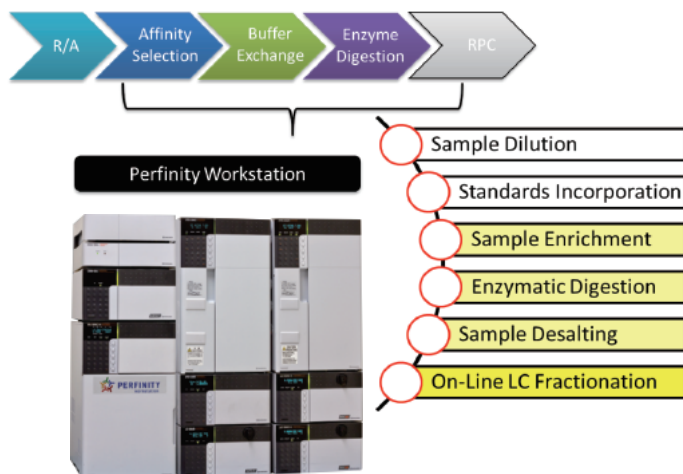 R/A
Affinity
Selection
Buffer
Exchange
Enzyme
Digestion
RPC
Perfinity Workstation
Sample Dilution
Standards Incorporation
Sample Enrichment
Enzymatic Digestion
Sample Desalting
On-Line LC Fractionation
PERFINITY